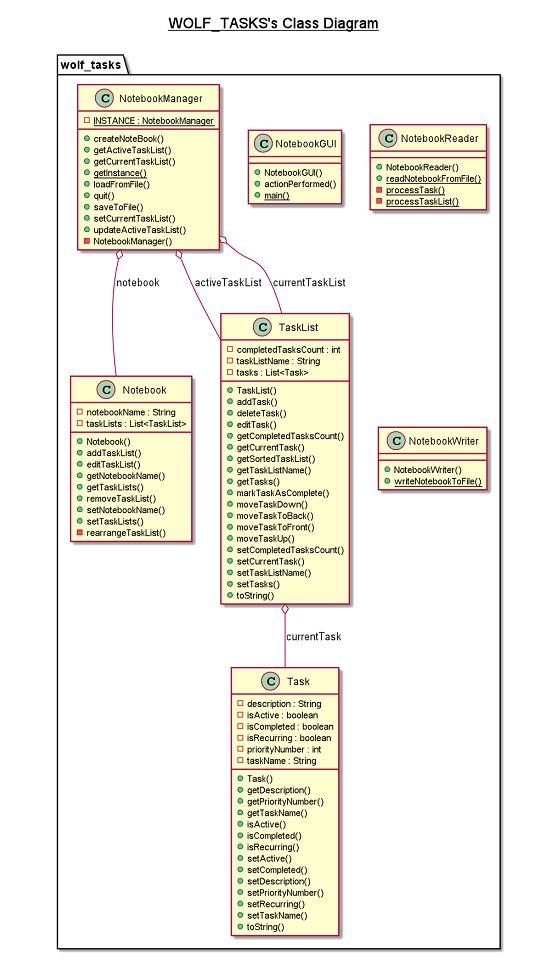 WOLF_TASKS's Class Diagram
wolf_tasks
C NotebookManager
INSTANCE : NotebookManager
createNoteBook()
getActiveTaskList()
getCurrentTaskList()
getInstance()
loadFromFile()
quit()
saveToFile()
setCurrentTaskList()
updateActiveTaskList()
NotebookManager()
C NotebookGUI
NotebookGUI()
actionPerformed()
main()
C NotebookReader
NotebookReader()
readNotebookFromFile()
processTask()
processTaskList()
notebook
activeTaskList
currentTaskList
C TaskList
completedTasksCount : int
taskListName : String
tasks : List<Task>
TaskList()
addTask()
deleteTask()
editTask()
getCompletedTasksCount()
getCurrentTask()
getSortedTaskList()
getTaskListName()
getTasks()
markTaskAsComplete()
moveTaskDown()
moveTaskToBack()
moveTaskToFront()
moveTaskUp()
setCompletedTasksCount()
setCurrentTask()
setTaskListName()
setTasks()
toString()
C Notebook
notebookName : String
taskLists : List<TaskList>
Notebook()
addTaskList()
editTaskList()
getNotebookName()
getTaskLists()
removeTaskList()
setNotebookName()
setTaskLists()
rearrangeTaskList()
C NotebookWriter
NotebookWriter()
writeNotebookToFile()
currentTask
C Task
description : String
isActive : boolean
isCompleted : boolean
isRecurring : boolean
priorityNumber : int
taskName : String
Task()
getDescription()
getPriorityNumber()
getTaskName()
isActive()
isCompleted()
isRecurring()
setActive()
setCompleted()
setDescription()
setPriorityNumber()
setRecurring()
setTaskName()
toString()